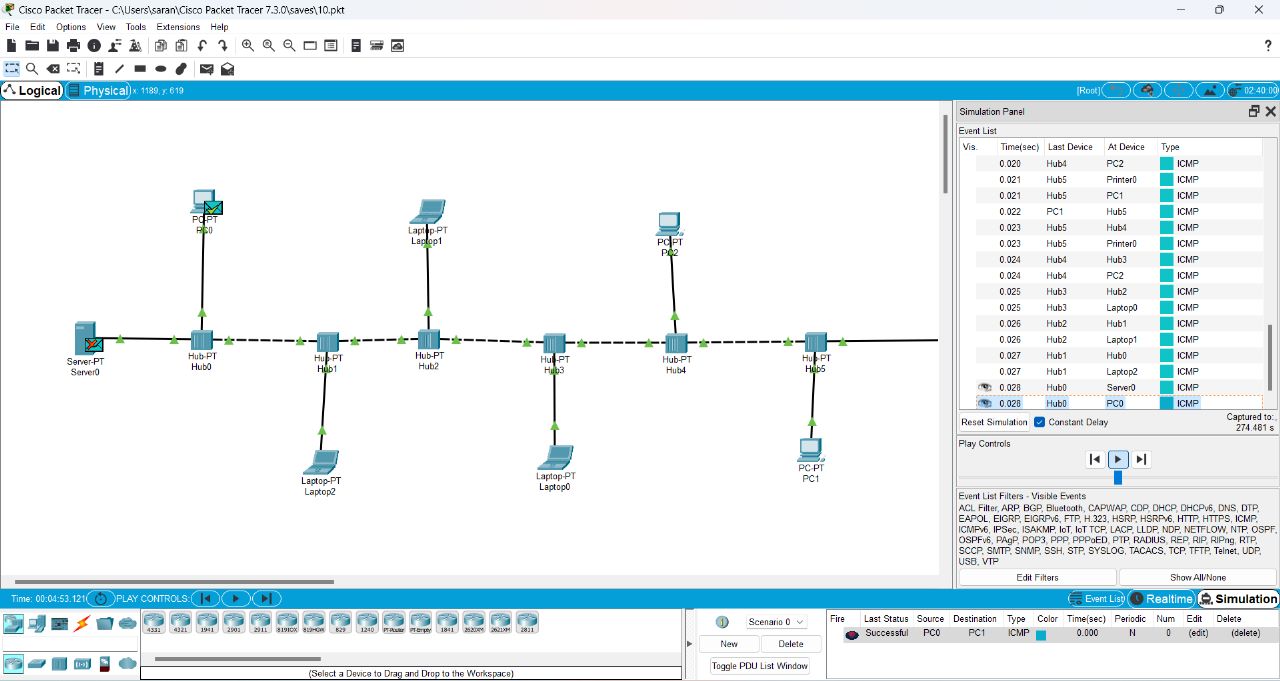 Cisco Packet Tracer - C:\Users\saran\Cisco Packet Tracer 7.3.0\saves\10.pkt
File Edit Options View Tools Extensions Help
Logical Physical x: 1189, y: 619 [Root] 02:40:00
Simulation Panel
Event List
Vis. Time(sec) Last Device At Device Type
0.020 Hub4 PC2 ICMP
0.021 Hub5 Printer0 ICMP
0.021 Hub5 PC1 ICMP
0.022 PC1 Hub5 ICMP
0.023 Hub5 Hub4 ICMP
0.023 Hub5 Printer0 ICMP
0.024 Hub4 Hub3 ICMP
0.024 Hub4 PC2 ICMP
0.025 Hub3 Hub2 ICMP
0.025 Hub3 Laptop0 ICMP
0.026 Hub2 Hub1 ICMP
0.026 Hub2 Laptop1 ICMP
0.027 Hub1 Hub0 ICMP
0.027 Hub1 Laptop2 ICMP
0.028 Hub0 Server0 ICMP
0.028 Hub0 PC0 ICMP
Reset Simulation Constant Delay Captured to:
274.481 s
Play Controls
Event List Filters - Visible Events
ACL Filter, ARP, BGP, Bluetooth, CAPWAP, CDP, DHCP, DHCPv6, DNS, DTP,
EAPOL, EIGRP, EIGRPv6, FTP, H.323, HSRP, HSRPv6, HTTP, HTTPS, ICMP,
ICMPv6, IPSec, ISAKMP, IoT, IoT TCP, LACP, LLDP, NDP, NETFLOW, NTP, OSPF,
OSPFv6, PAgP, POP3, PPP, PPPoED, PTP, RADIUS, REP, RIP, RIPng, RTP,
SCCP, SMTP, SNMP, SSH, STP, SYSLOG, TACACS, TCP, TFTP, Telnet, UDP,
USB, VTP
Edit Filters Show All/None
PC-PT
PC0
Laptop-PT
Laptop1
PC-PT
PC2
Server-PT
Server0
Hub-PT
Hub0
Hub-PT
Hub1
Hub-PT
Hub2
Hub-PT
Hub3
Hub-PT
Hub4
Hub-PT
Hub5
Laptop-PT
Laptop2
Laptop-PT
Laptop0
PC-PT
PC1
Time: 00:04:53.121 PLAY CONTROLS: Event List Realtime Simulation
4331 4321 1941 2901 2911 819IOX 819HGW 829 1240 PT-Router PT-Empty 1841 2620XM 2621XM 2811
(Select a Device to Drag and Drop to the Workspace)
Scenario 0
New Delete
Toggle PDU List Window
Fire Last Status Source Destination Type Color Time(sec) Periodic Num Edit Delete
Successful PC0 PC1 ICMP 0.000 N 0 (edit) (delete)